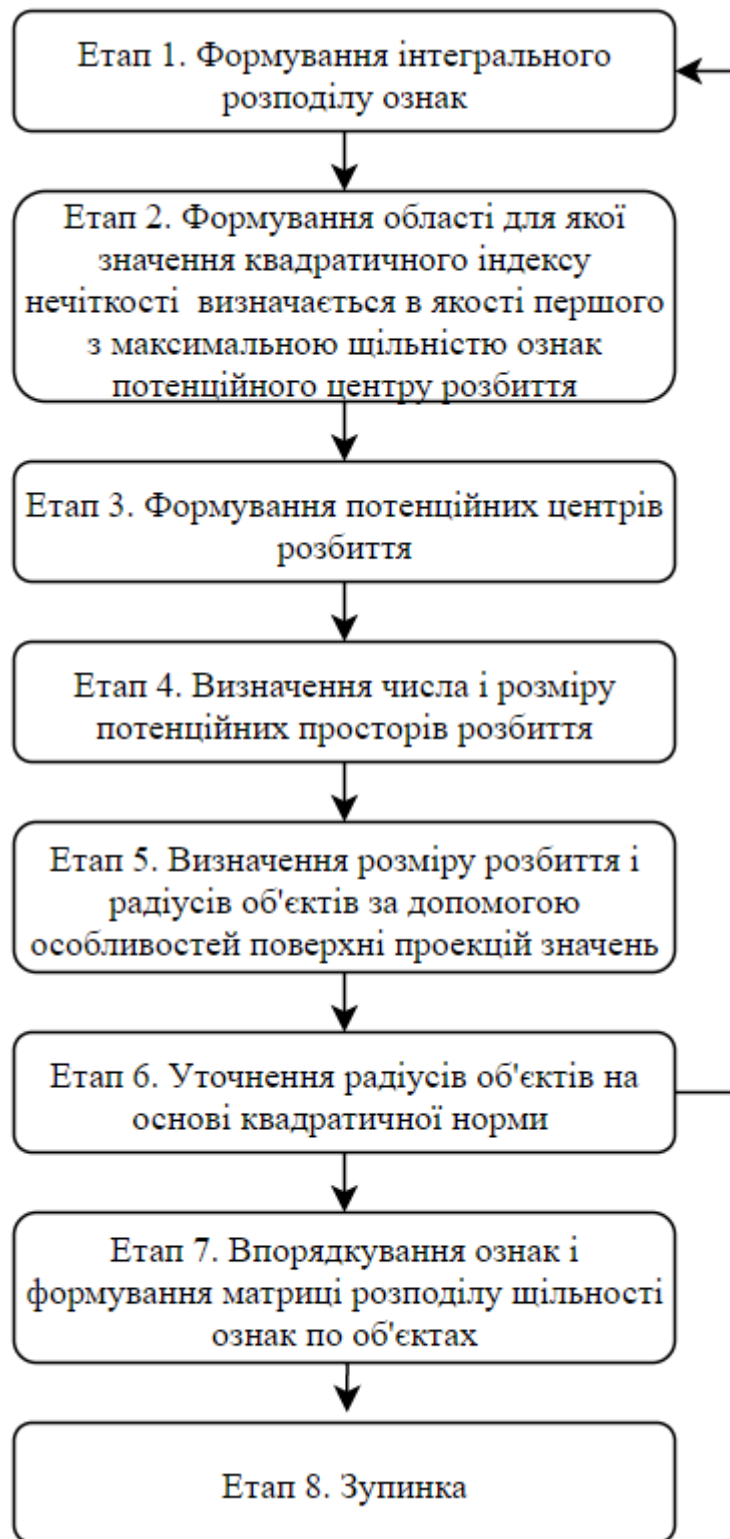 Етап 1. Формування інтегрального
розподілу ознак
Етап 2. Формування області для якої
значення квадратичного індексу
нечіткості визначається в якості першого
з максимальною щільністю ознак
потенційного центру розбиття
Етап 3. Формування потенційних центрів
розбиття
Етап 4. Визначення числа і розміру
потенційних просторів розбиття
Етап 5. Визначення розміру розбиття і
радіусів об'єктів за допомогою
особливостей поверхні проекцій значень
Етап 6. Уточнення радіусів об'єктів на
основі квадратичної норми
Етап 7. Впорядкування ознак і
формування матриці розподілу щільності
ознак по об'єктах
Етап 8. Зупинка